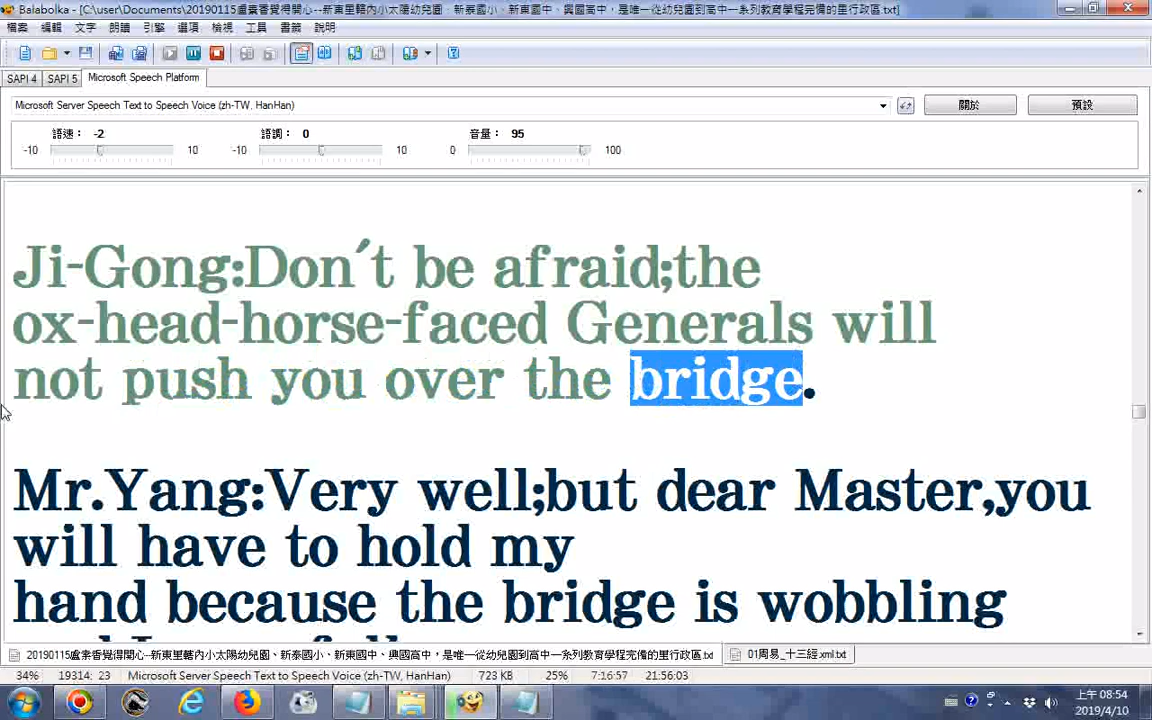 Balabolka - [C:\user\Documents\20190115盧素香覺得開心--新東里轄內小太陽幼兒園、新泰國小、新東國中、興國高中，是唯一從幼兒園到高中一系列教育學程完備的里行政區.txt]
檔案 編輯 文字 朗讀 引擎 選項 檢視 工具 書籤 說明
SAPI 4 SAPI 5 Microsoft Speech Platform
Microsoft Server Speech Text to Speech Voice (zh-TW, HanHan) 關於 預設
語速： -2 語調： 0 音量： 95
-10 10 -10 10 0 100
Ji-Gong:Don't be afraid;the
ox-head-horse-faced Generals will
not push you over the bridge.
Mr.Yang:Very well;but dear Master,you
will have to hold my
hand because the bridge is wobbling
20190115盧素香覺得開心--新東里轄內小太陽幼兒園、新泰國小、新東國中、興國高中，是唯一從幼兒園到高中一系列教育學程完備的里行政區.txt 01周易_十三經.xml.txt
34% 19314: 23 Microsoft Server Speech Text to Speech Voice (zh-TW, HanHan) 723 KB 25% 7:16:57 21:56:03
上午 08:54
2019/4/10